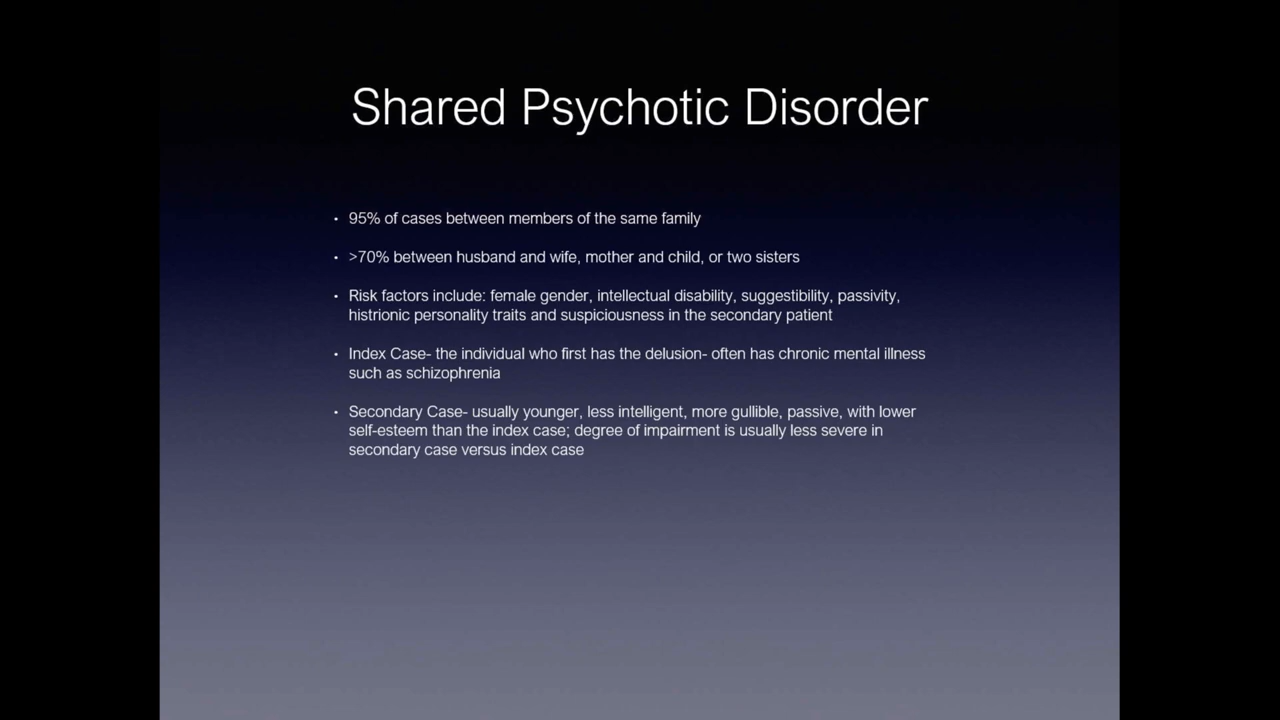 Shared Psychotic Disorder
• 95% of cases between members of the same family
• >70% between husband and wife, mother and child, or two sisters
• Risk factors include: female gender, intellectual disability, suggestibility, passivity,
histrionic personality traits and suspiciousness in the secondary patient
• Index Case- the individual who first has the delusion- often has chronic mental illness
such as schizophrenia
• Secondary Case- usually younger, less intelligent, more gullible, passive, with lower
self-esteem than the index case; degree of impairment is usually less severe in
secondary case versus index case